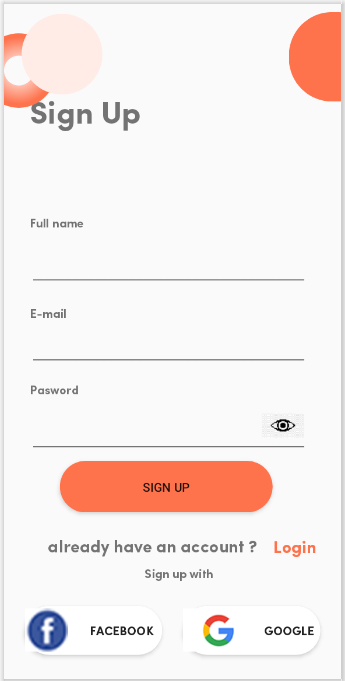 Sign Up
Full name
E-mail
Pasword
SIGN UP
already have an account ? Login
Sign up with
FACEBOOK GOOGLE